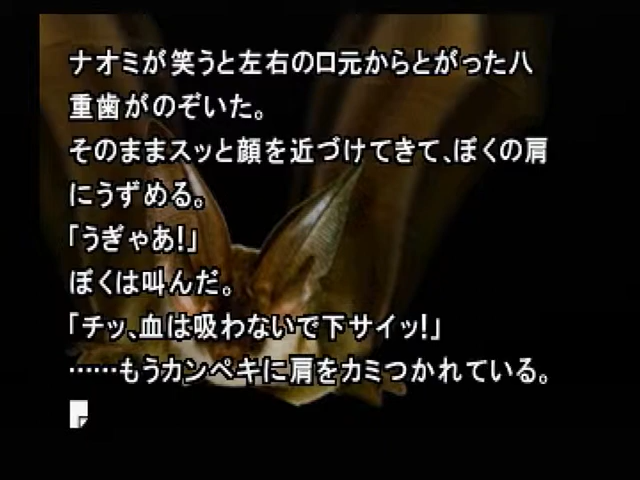 ナオミが笑うと左右の口元からとがった八
重歯がのぞいた。
そのままスッと顔を近づけてきて、ぼくの肩
にうずめる。
「うぎゃあ!」
ぼくは叫んだ。
「チッ、血は吸わないで下サイッ!」
……もうカンペキに肩をカミつかれている。